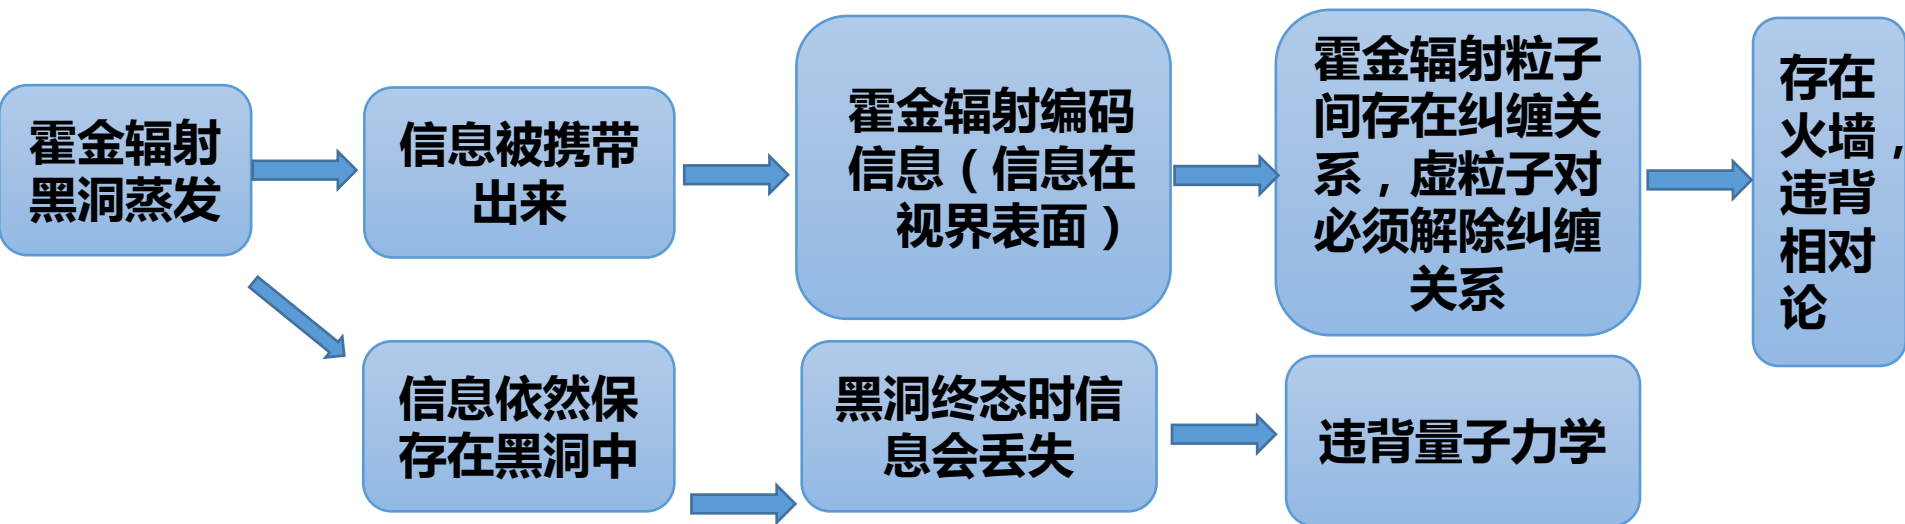 霍金辐射
黑洞蒸发
信息被携带
出来
霍金辐射编码
信息（信息在
视界表面）
霍金辐射粒子
间存在纠缠关
系，虚粒子对
必须解除纠缠
关系
存在
火墙，
违背
相对
论
信息依然保
存在黑洞中
黑洞终态时信
息会丢失
违背量子力学